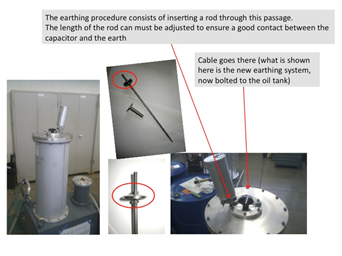 The earthing procedure consists of inserting a rod through this passage.
The length of the rod can must be adjusted to ensure a good contact between the
capacitor and the earth
Cable goes there (what is shown
here is the new earthing system,
now bolted to the oil tank)